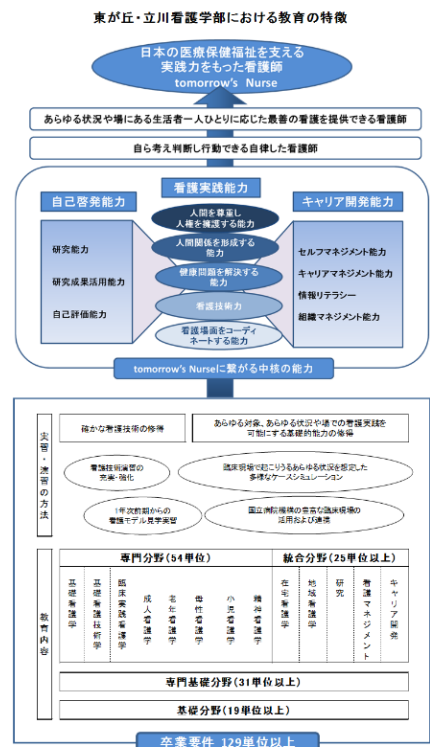 東が丘・立川看護学部における教育の特徴
日本の医療保健福祉を支える
実践力をもった看護師
tomorrow's Nurse
あらゆる状況や場にある生活者一人ひとりに応じた最善の看護を提供できる看護師
自ら考え判断し行動できる自律した看護師
看護実践能力
自己啓発能力
キャリア開発能力
人間を尊重し
人権を擁護する能力
人間関係を形成する
能力
健康問題を解決する
能力
看護技術力
看護場面をコーディ
ネートする能力
研究能力
研究成果活用能力
自己評価能力
セルフマネジメント能力
キャリアマネジメント能力
情報リテラシー
組織マネジメント能力
tomorrow's Nurseに繋がる中核の能力
実習・演習の方法
確かな看護技術の修得
あらゆる対象、あらゆる状況や場での看護実践を
可能にする基礎的能力の修得
看護技術演習の
充実・強化
臨床現場で起こりうるあらゆる状況を想定した
多様なケースシミュレーション
1年次前期からの
看護モデル見学実習
国立病院機構の豊富な臨床現場の
活用および連携
教育内容
専門分野(54単位)
統合分野(25単位以上)
基礎看護学
基礎看護技術学
臨床実践看護学
成人看護学
老年看護学
母性看護学
小児看護学
精神看護学
在宅看護学
地域看護学
研究
看護マネジメント
キャリア開発
専門基礎分野(31単位以上)
基礎分野(19単位以上)
卒業要件 129単位以上